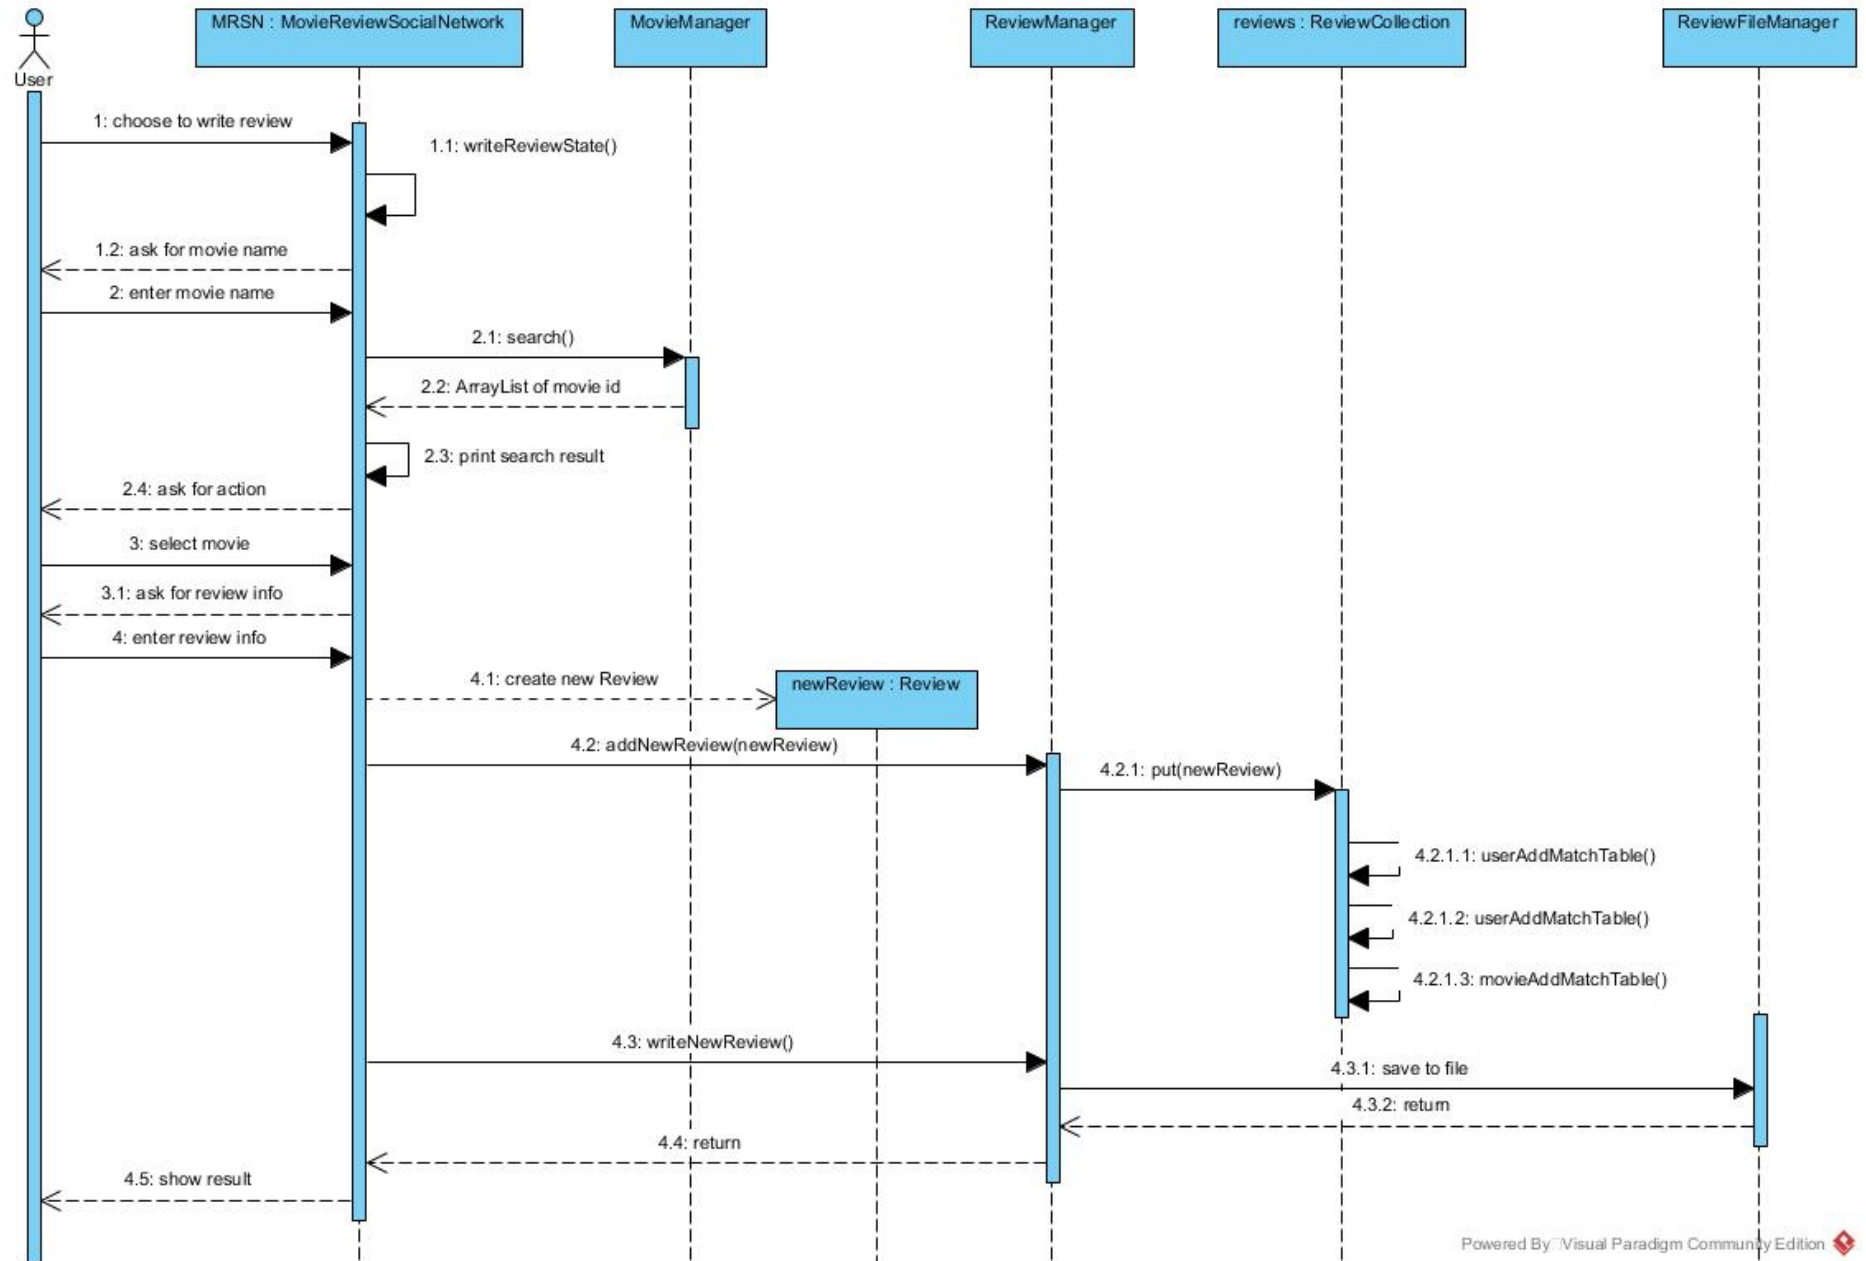 MRSN : MovieReviewSocialNetwork
MovieManager
ReviewManager
reviews : ReviewCollection
ReviewFileManager
User
1: choose to write review
1.1: writeReviewState()
1.2: ask for movie name
2: enter movie name
2.1: search()
2.2: ArrayList of movie id
2.3: print search result
2.4: ask for action
3: select movie
3.1: ask for review info
4: enter review info
4.1: create new Review
newReview : Review
4.2: addNewReview(newReview)
4.2.1: put(newReview)
4.2.1.1: userAddMatchTable()
4.2.1.2: userAddMatchTable()
4.2.1.3: movieAddMatchTable()
4.3: writeNewReview()
4.3.1: save to file
4.3.2: return
4.4: return
4.5: show result
Powered By Visual Paradigm Community Edition